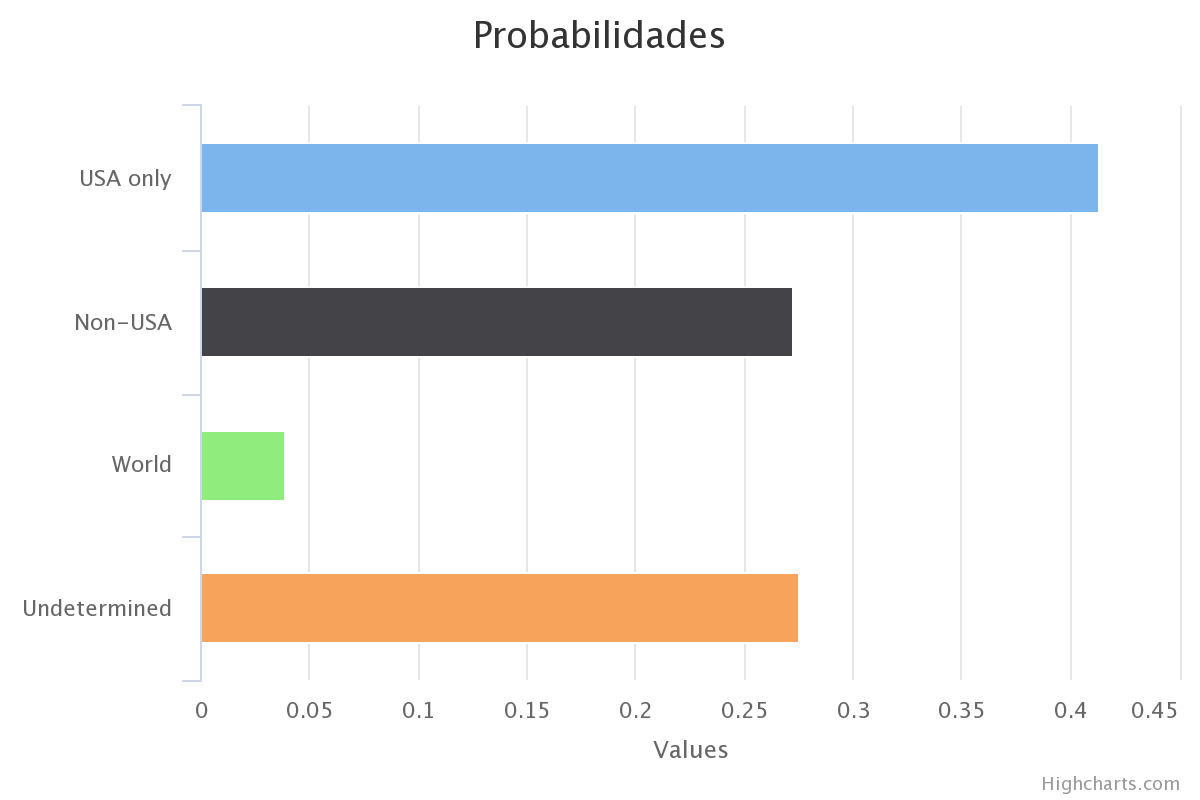 Probabilidades
USA only
Non-USA
World
Undetermined
0 0.05 0.1 0.15 0.2 0.25 0.3 0.35 0.4 0.45
Values
Highcharts.com